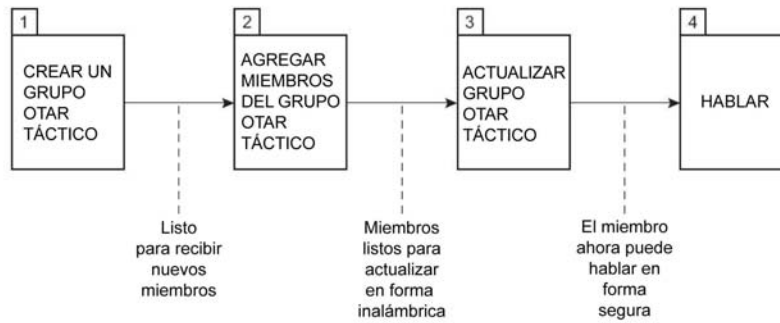 1
CREAR UN
GRUPO
OTAR
TÁCTICO
2
AGREGAR
MIEMBROS
DEL GRUPO
OTAR
TÁCTICO
3
ACTUALIZAR
GRUPO
OTAR
TÁCTICO
4
HABLAR
Listo
para recibir
nuevos
miembros
Miembros
listos para
actualizar
en forma
inalámbrica
El miembro
ahora puede
hablar en
forma
segura